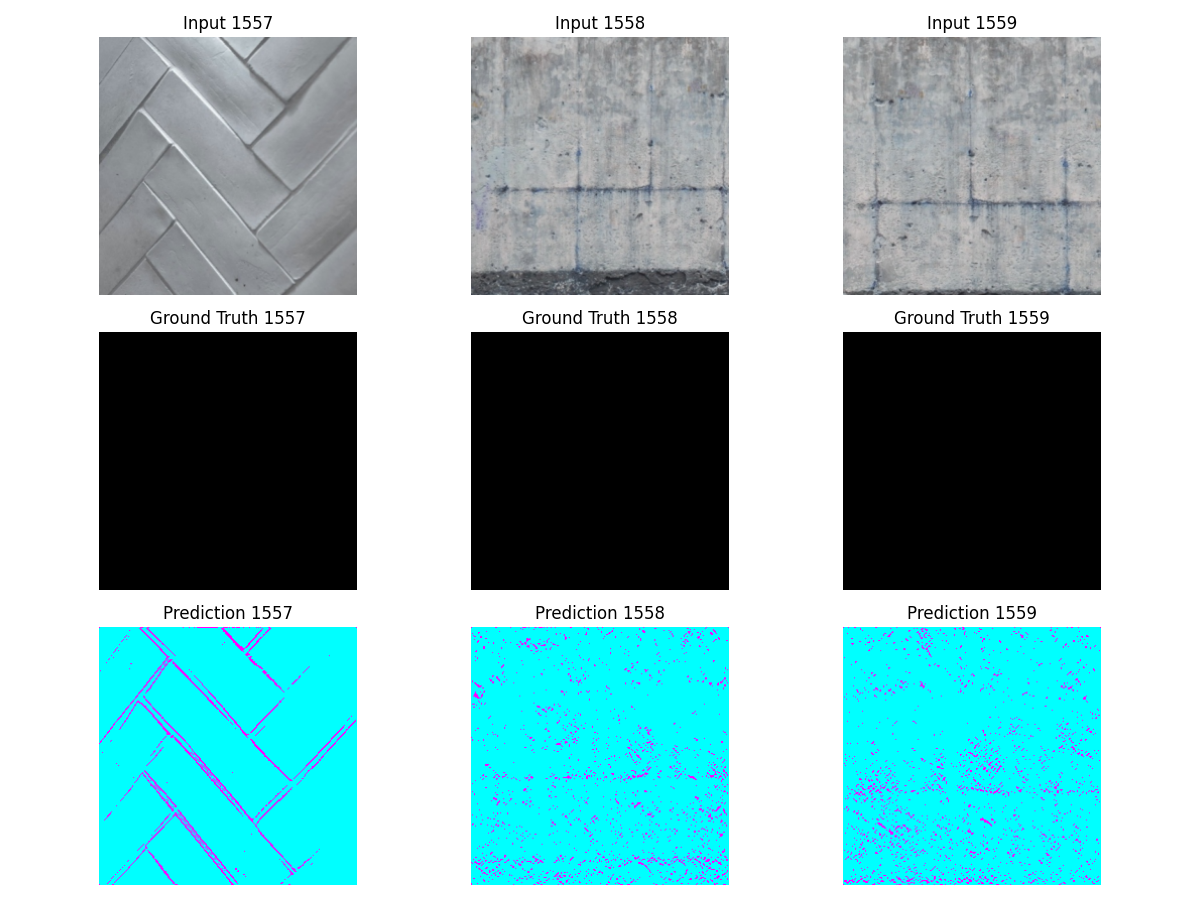 Input 1557
Input 1558
Input 1559
Ground Truth 1557
Ground Truth 1558
Ground Truth 1559
Prediction 1557
Prediction 1558
Prediction 1559